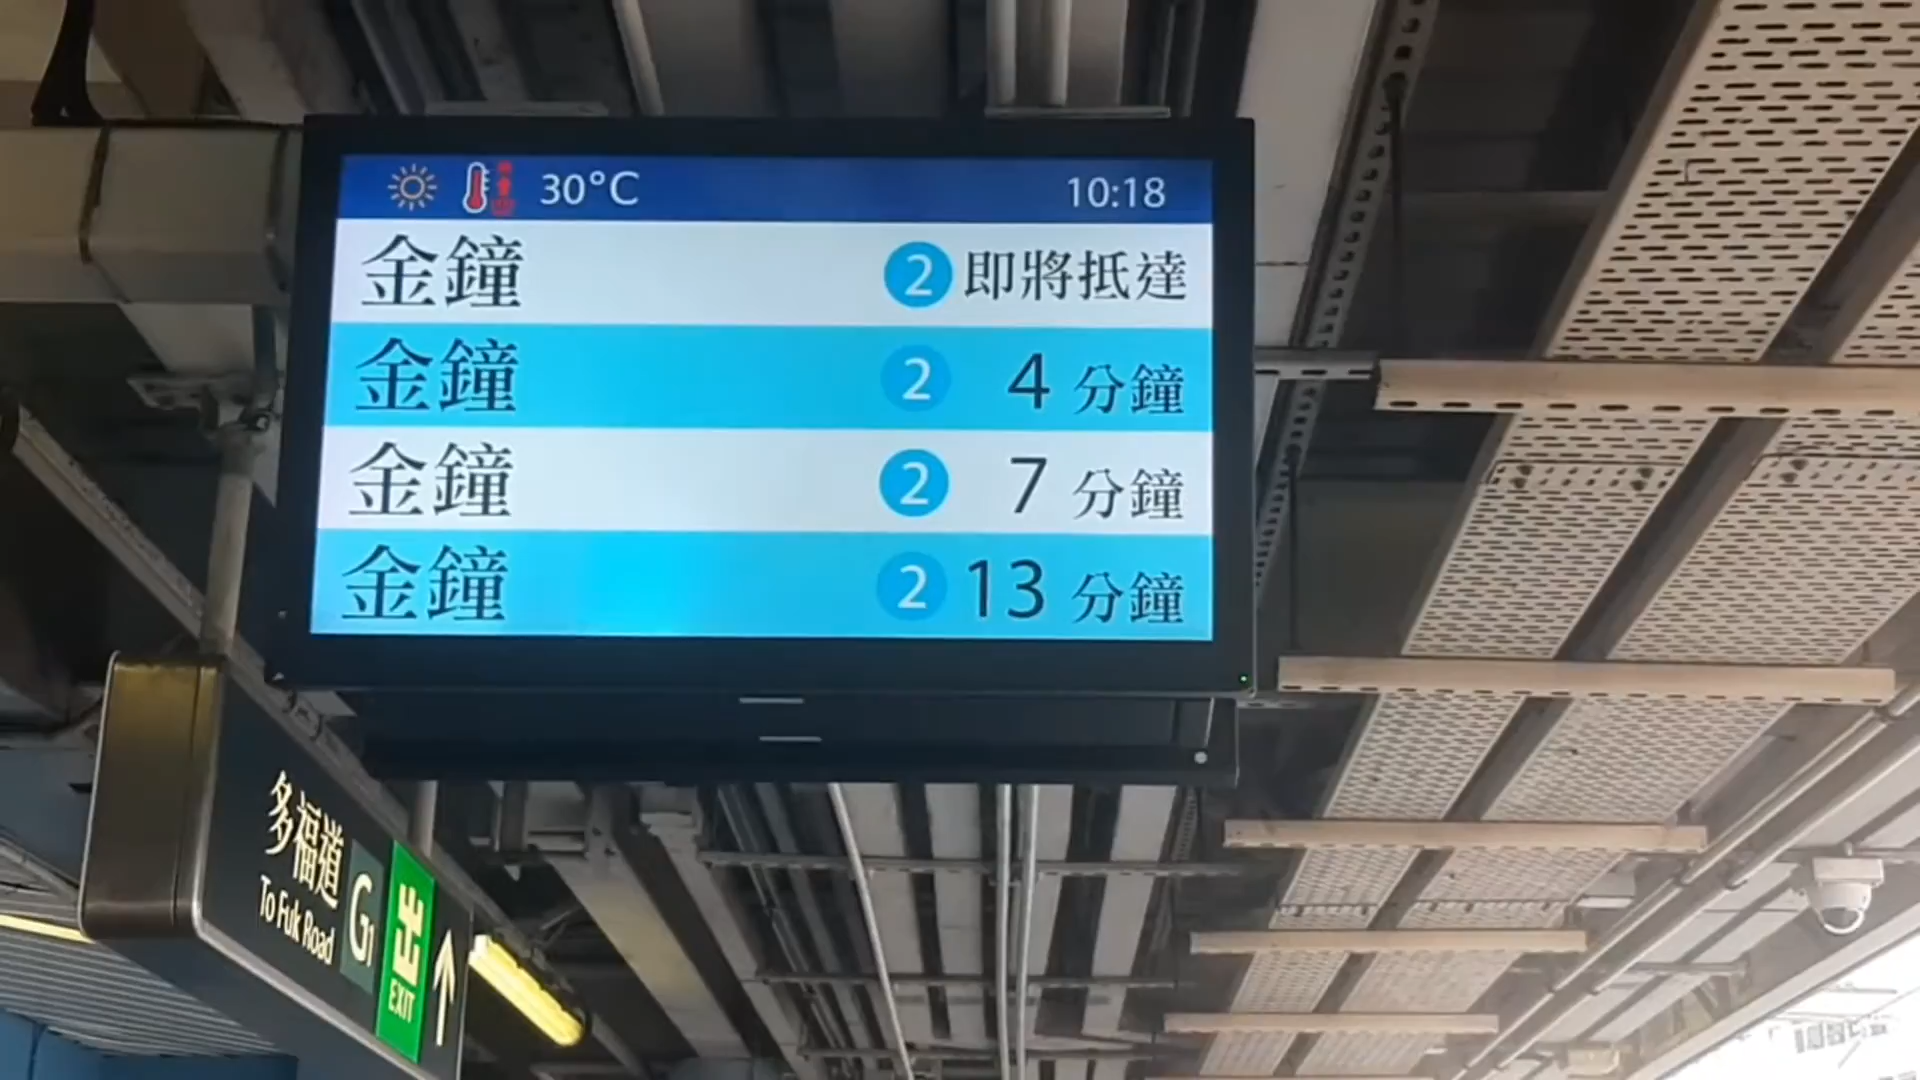 30°C 10:18
金鐘 2 即將抵達
金鐘 2 4 分鐘
金鐘 2 7 分鐘
金鐘 2 13 分鐘
多福道 G1 出
To Fuk Road EXIT